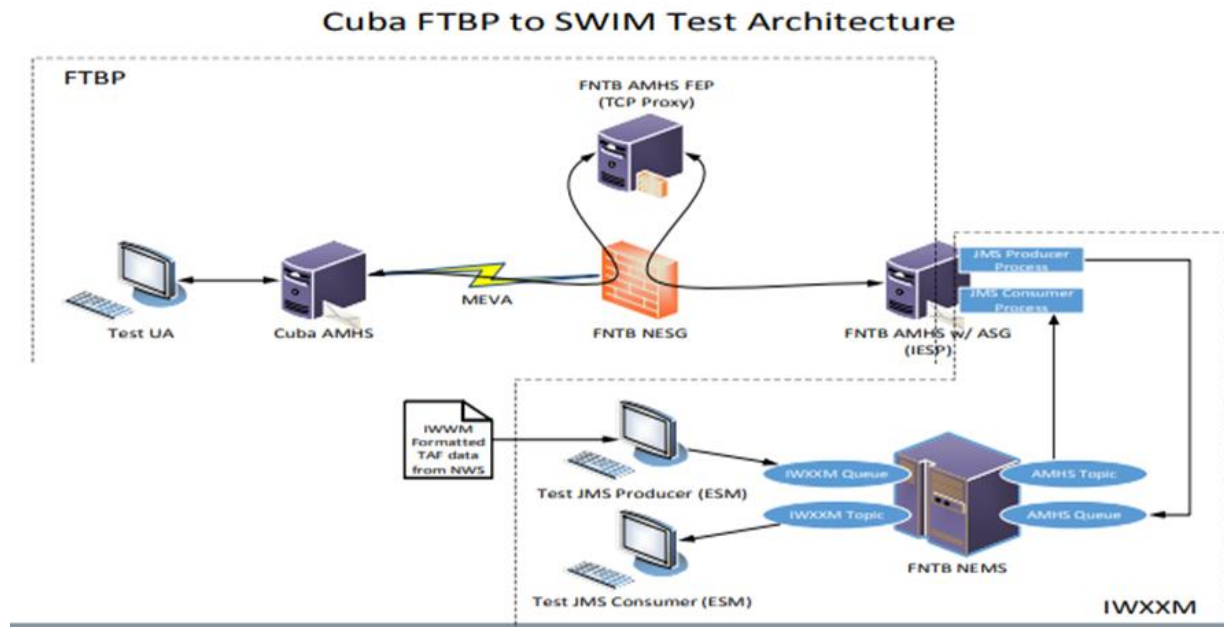 Cuba FTBP to SWIM Test Architecture
FTBP
FNTB AMHS FEP
(TCP Proxy)
JMS Producer
Process
JMS Consumer
Process
MEVA
Test UA
Cuba AMHS
FNTB NESG
FNTB AMHS w/ ASG
(IESP)
IWWM
Formatted
TAF data
from NWS
IWXXM Queue
AMHS Topic
Test JMS Producer (ESM)
IWXXM Topic
AMHS Queue
FNTB NEMS
Test JMS Consumer (ESM)
IWXXM